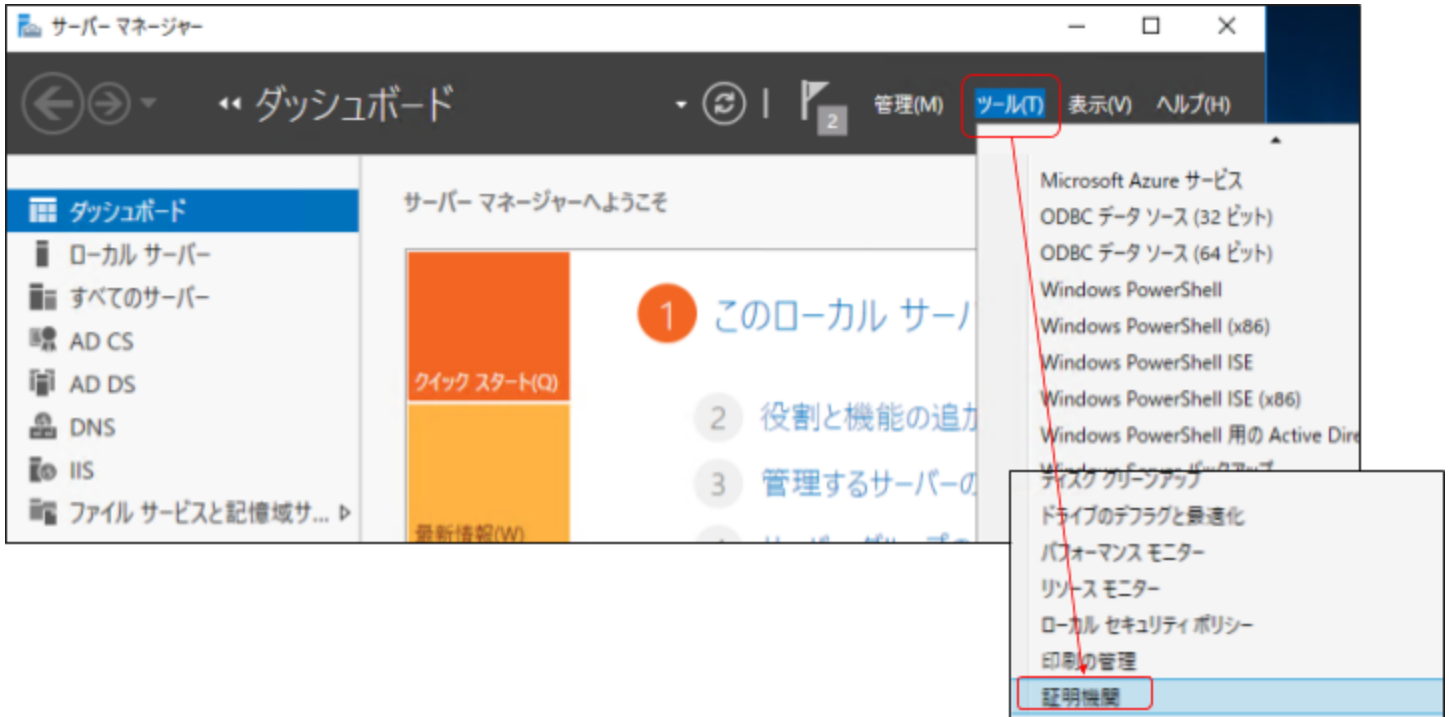 サーバー マネージャー
ダッシュボード
2
管理(M)
ツール(T)
表示(V)
ヘルプ(H)
ダッシュボード
ローカル サーバー
すべてのサーバー
AD CS
AD DS
DNS
IIS
ファイル サービスと記憶域サ...
サーバー マネージャーへようこそ
クイック スタート(Q)
最新情報(W)
1 このローカル サーバ
2 役割と機能の追加
3 管理するサーバーの
Microsoft Azure サービス
ODBC データ ソース (32 ビット)
ODBC データ ソース (64 ビット)
Windows PowerShell
Windows PowerShell (x86)
Windows PowerShell ISE
Windows PowerShell ISE (x86)
Windows PowerShell 用の Active Dire
ディスク クリーンアップ
ドライブのデフラグと最適化
パフォーマンス モニター
リソース モニター
ローカル セキュリティ ポリシー
印刷の管理
証明機関